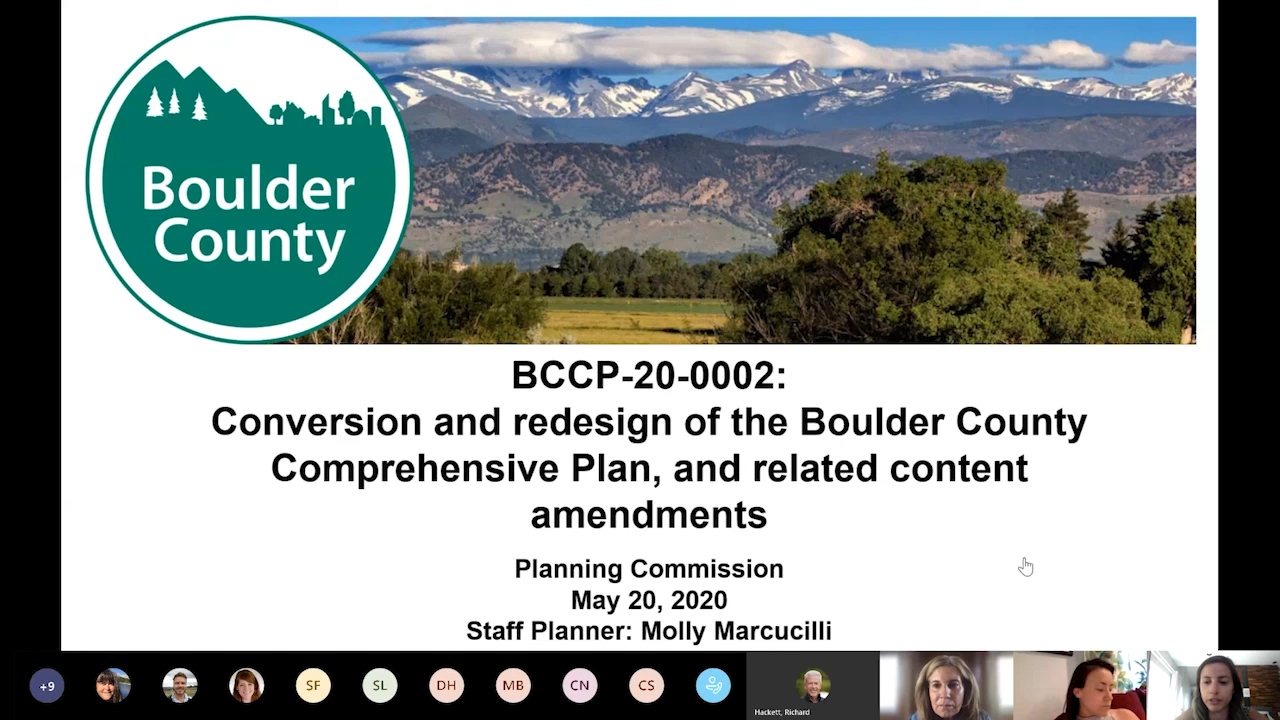 Boulder
County
BCCP-20-0002:
Conversion and redesign of the Boulder County
Comprehensive Plan, and related content
amendments
Planning Commission
May 20, 2020
Staff Planner: Molly Marcucilli
+9
SF
SL
DH
MB
CN
CS
Hackett, Richard